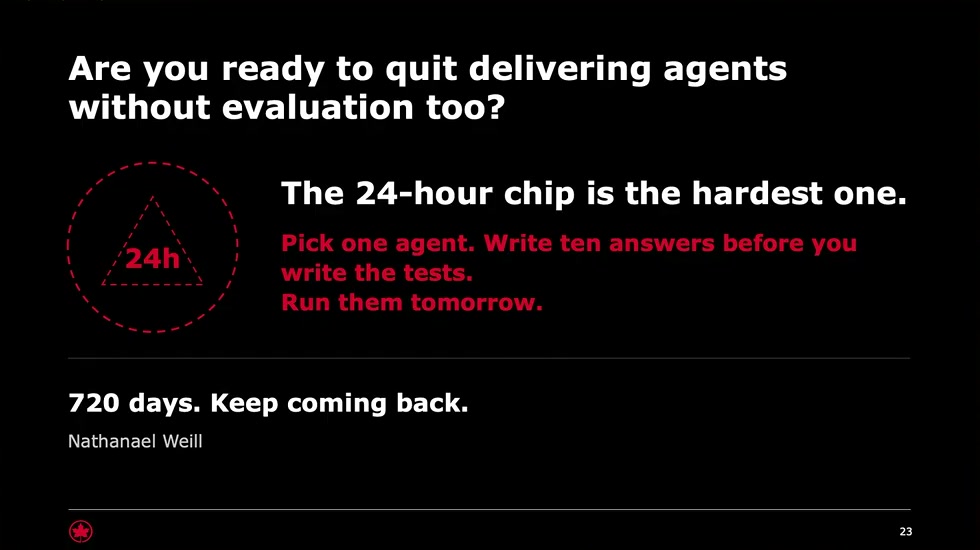 Are you ready to quit delivering agents
without evaluation too?
24h
The 24-hour chip is the hardest one.
Pick one agent. Write ten answers before you
write the tests.
Run them tomorrow.
720 days. Keep coming back.
Nathanael Weill
23